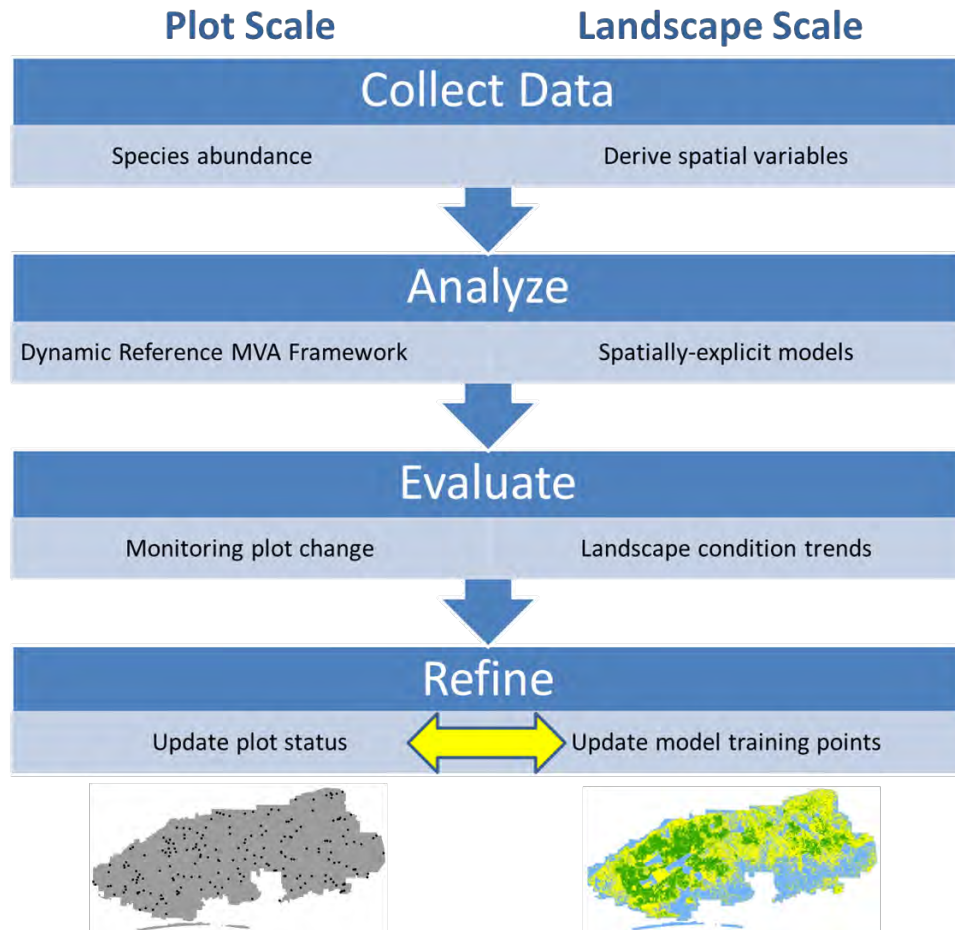 Plot Scale Landscape Scale
Collect Data
Species abundance Derive spatial variables
Analyze
Dynamic Reference MVA Framework Spatially-explicit models
Evaluate
Monitoring plot change Landscape condition trends
Refine
Update plot status Update model training points